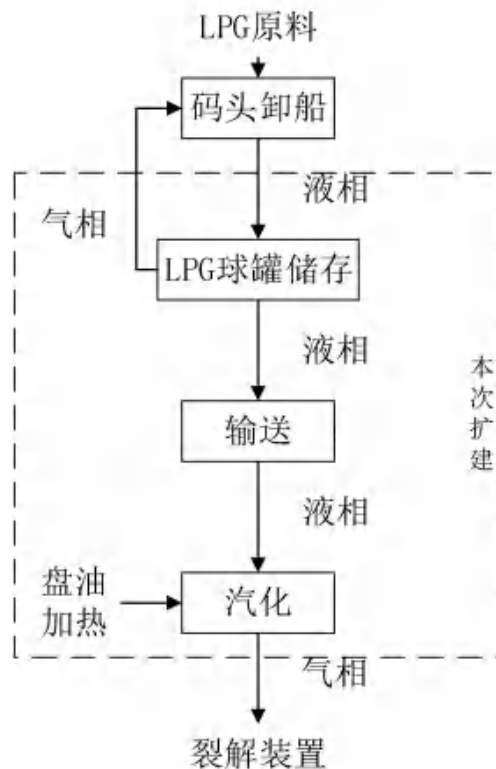 LPG原料
码头卸船
液相
气相
LPG球罐储存
液相
本次扩建
输送
液相
盘油
加热
汽化
气相
裂解装置